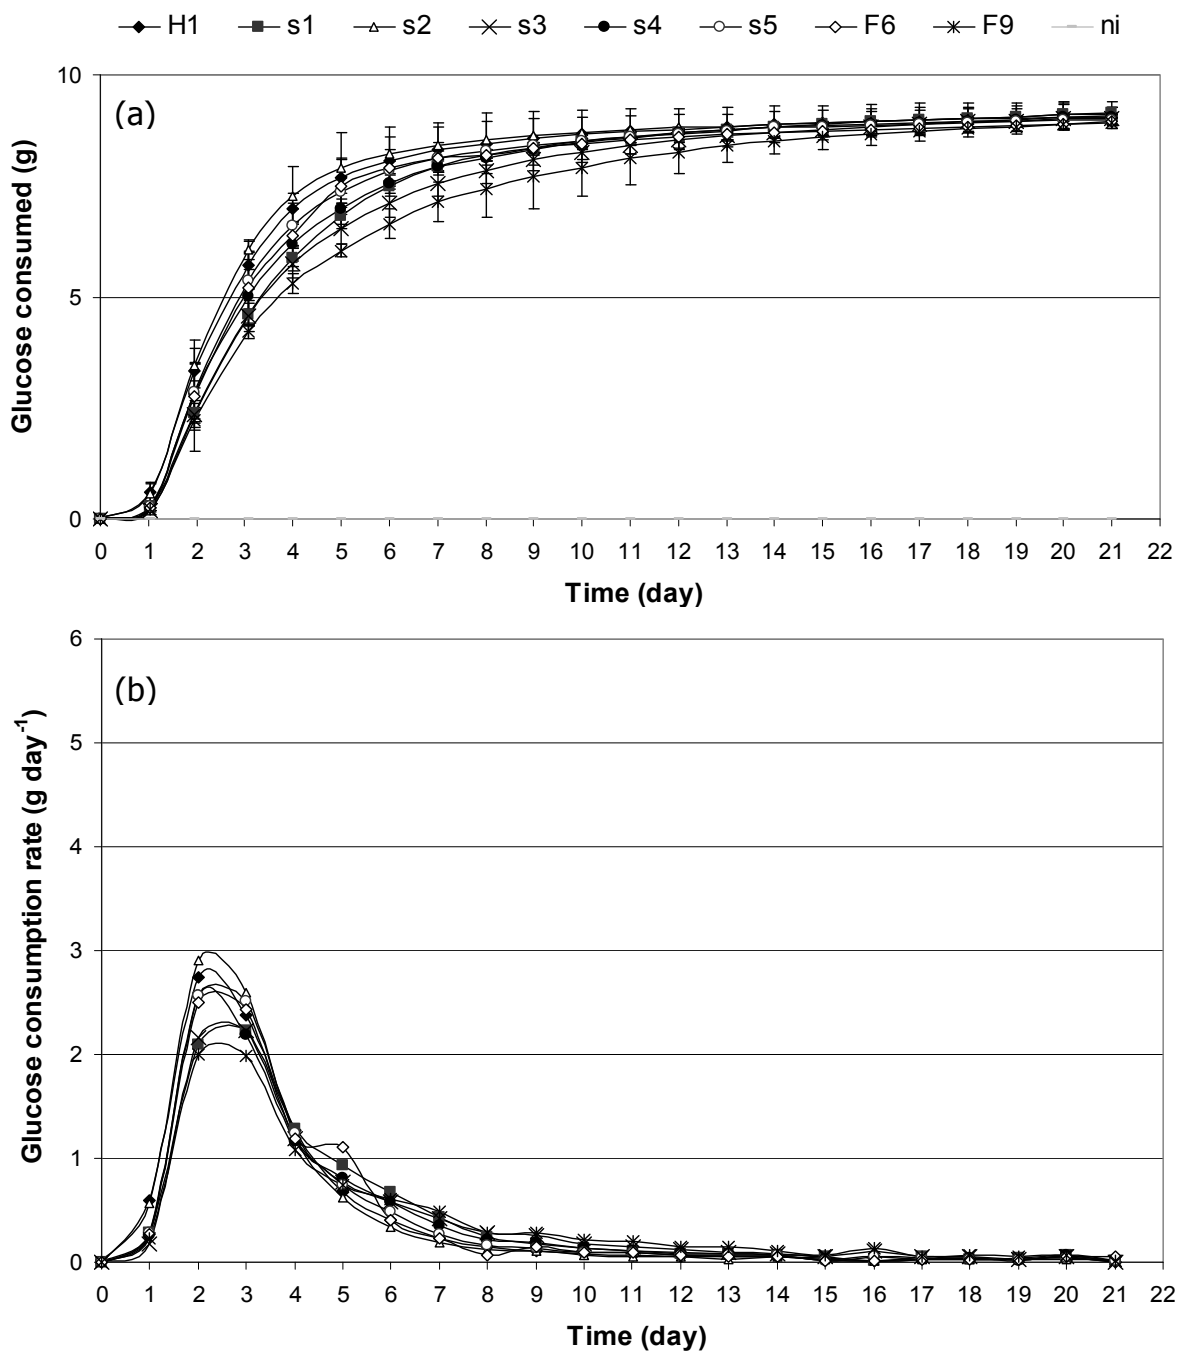 H1 s1 s2 s3 s4 s5 F6 F9 ni
(a)
Glucose consumed (g)
10
5
0
0 1 2 3 4 5 6 7 8 9 10 11 12 13 14 15 16 17 18 19 20 21 22
Time (day)
(b)
Glucose consumption rate (g day⁻¹)
6
5
4
3
2
1
0
0 1 2 3 4 5 6 7 8 9 10 11 12 13 14 15 16 17 18 19 20 21 22
Time (day)